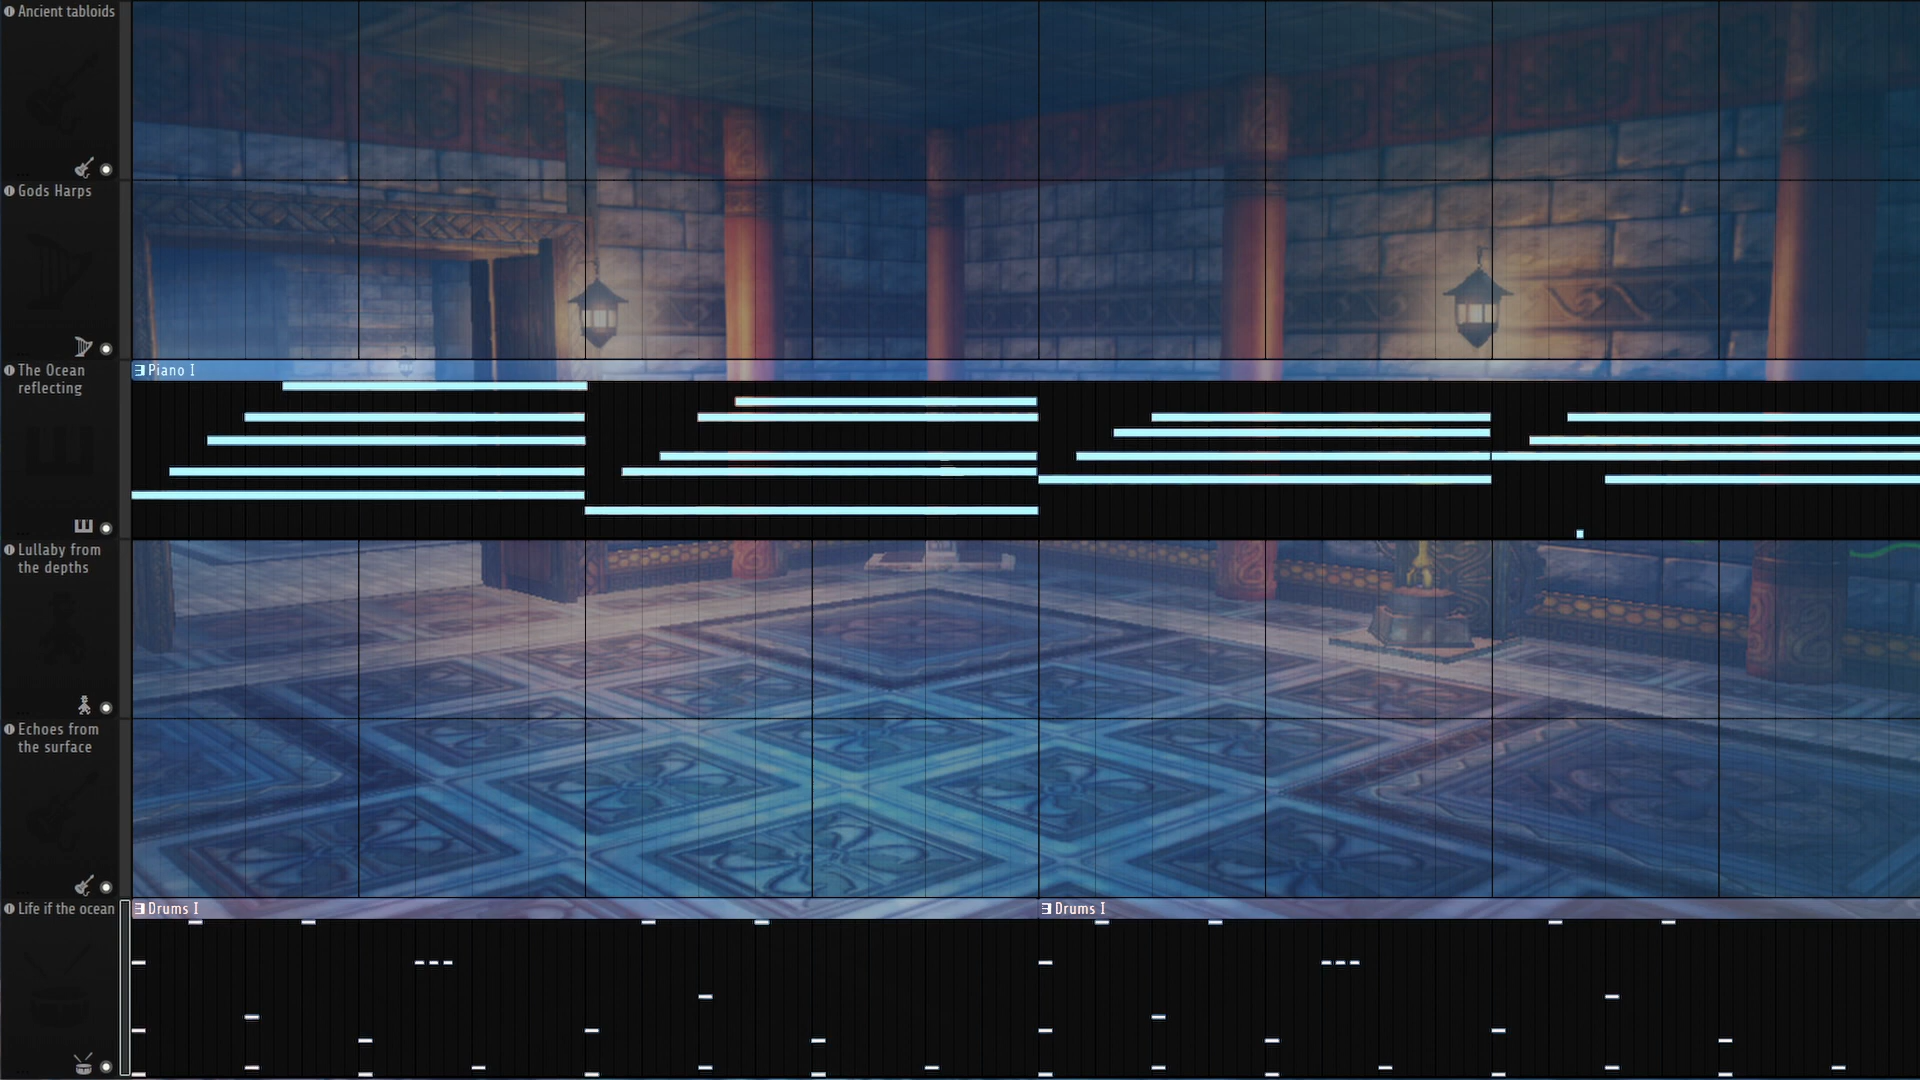 Ancient tabloids
Gods Harps
Piano I
The Ocean
reflecting
Lullaby from
the depths
Echoes from
the surface
Life if the ocean
Drums I
Drums I